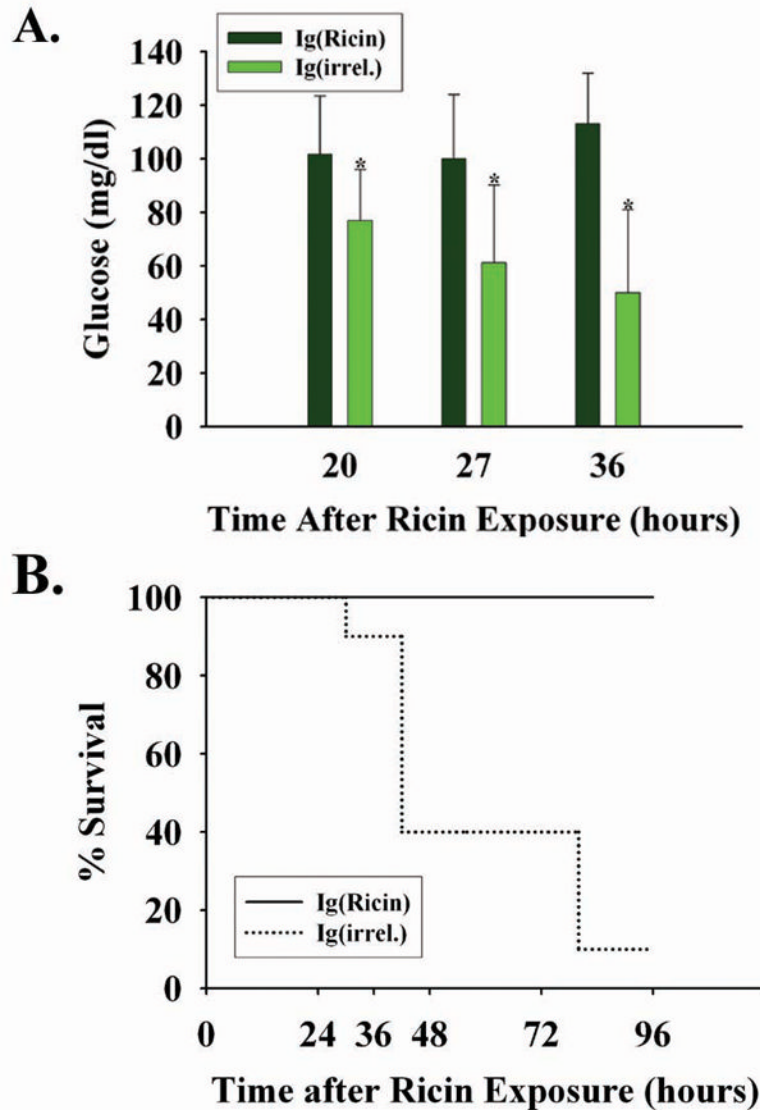 A.
Ig(Ricin)
Ig(irrel.)
140
120
100
80
60
40
20
0
Glucose (mg/dl)
*
*
*
20 27 36
Time After Ricin Exposure (hours)
B.
100
80
60
40
20
0
% Survival
Ig(Ricin)
Ig(irrel.)
0 24 36 48 72 96
Time after Ricin Exposure (hours)